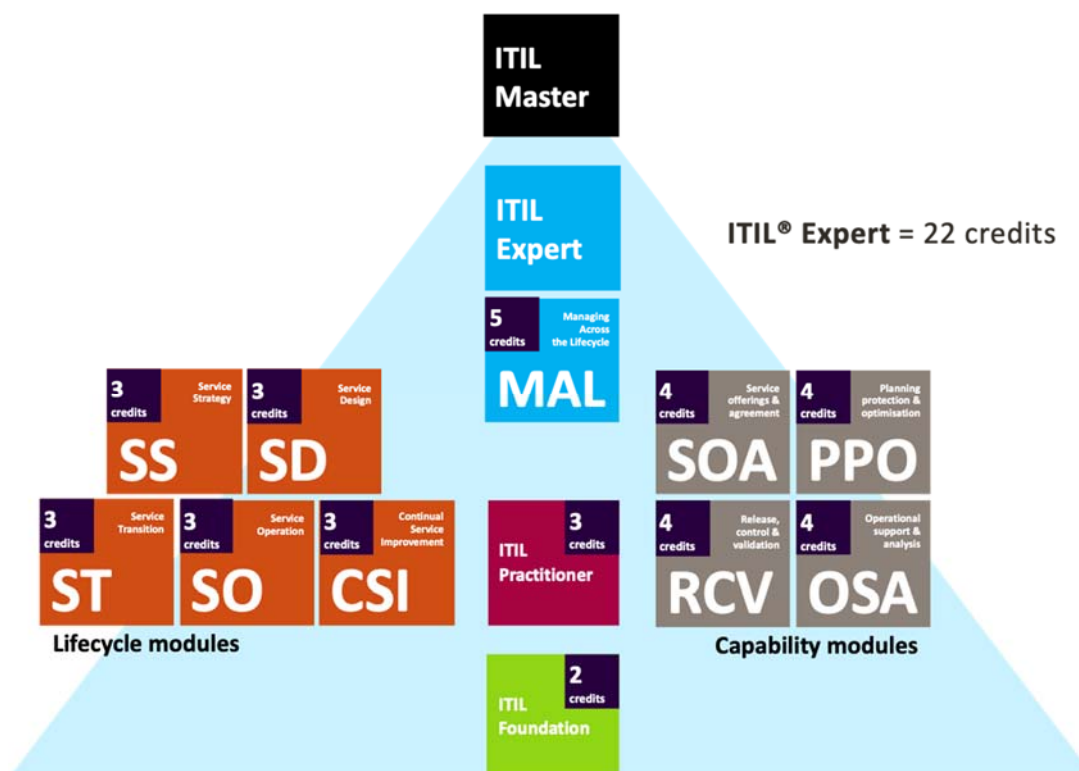 ITIL
Master
ITIL
Expert
ITIL® Expert = 22 credits
5
credits
Managing
Across
the Lifecycle
MAL
3
credits
Service
Strategy
SS
3
credits
Service
Design
SD
4
credits
Service
offerings &
agreement
SOA
4
credits
Planning
protection &
optimisation
PPO
3
credits
Service
Transition
ST
3
credits
Service
Operation
SO
3
credits
Continual
Service
Improvement
CSI
3
credits
ITIL
Practitioner
4
credits
Release,
control &
validation
RCV
4
credits
Operational
support &
analysis
OSA
Lifecycle modules
Capability modules
2
credits
ITIL
Foundation